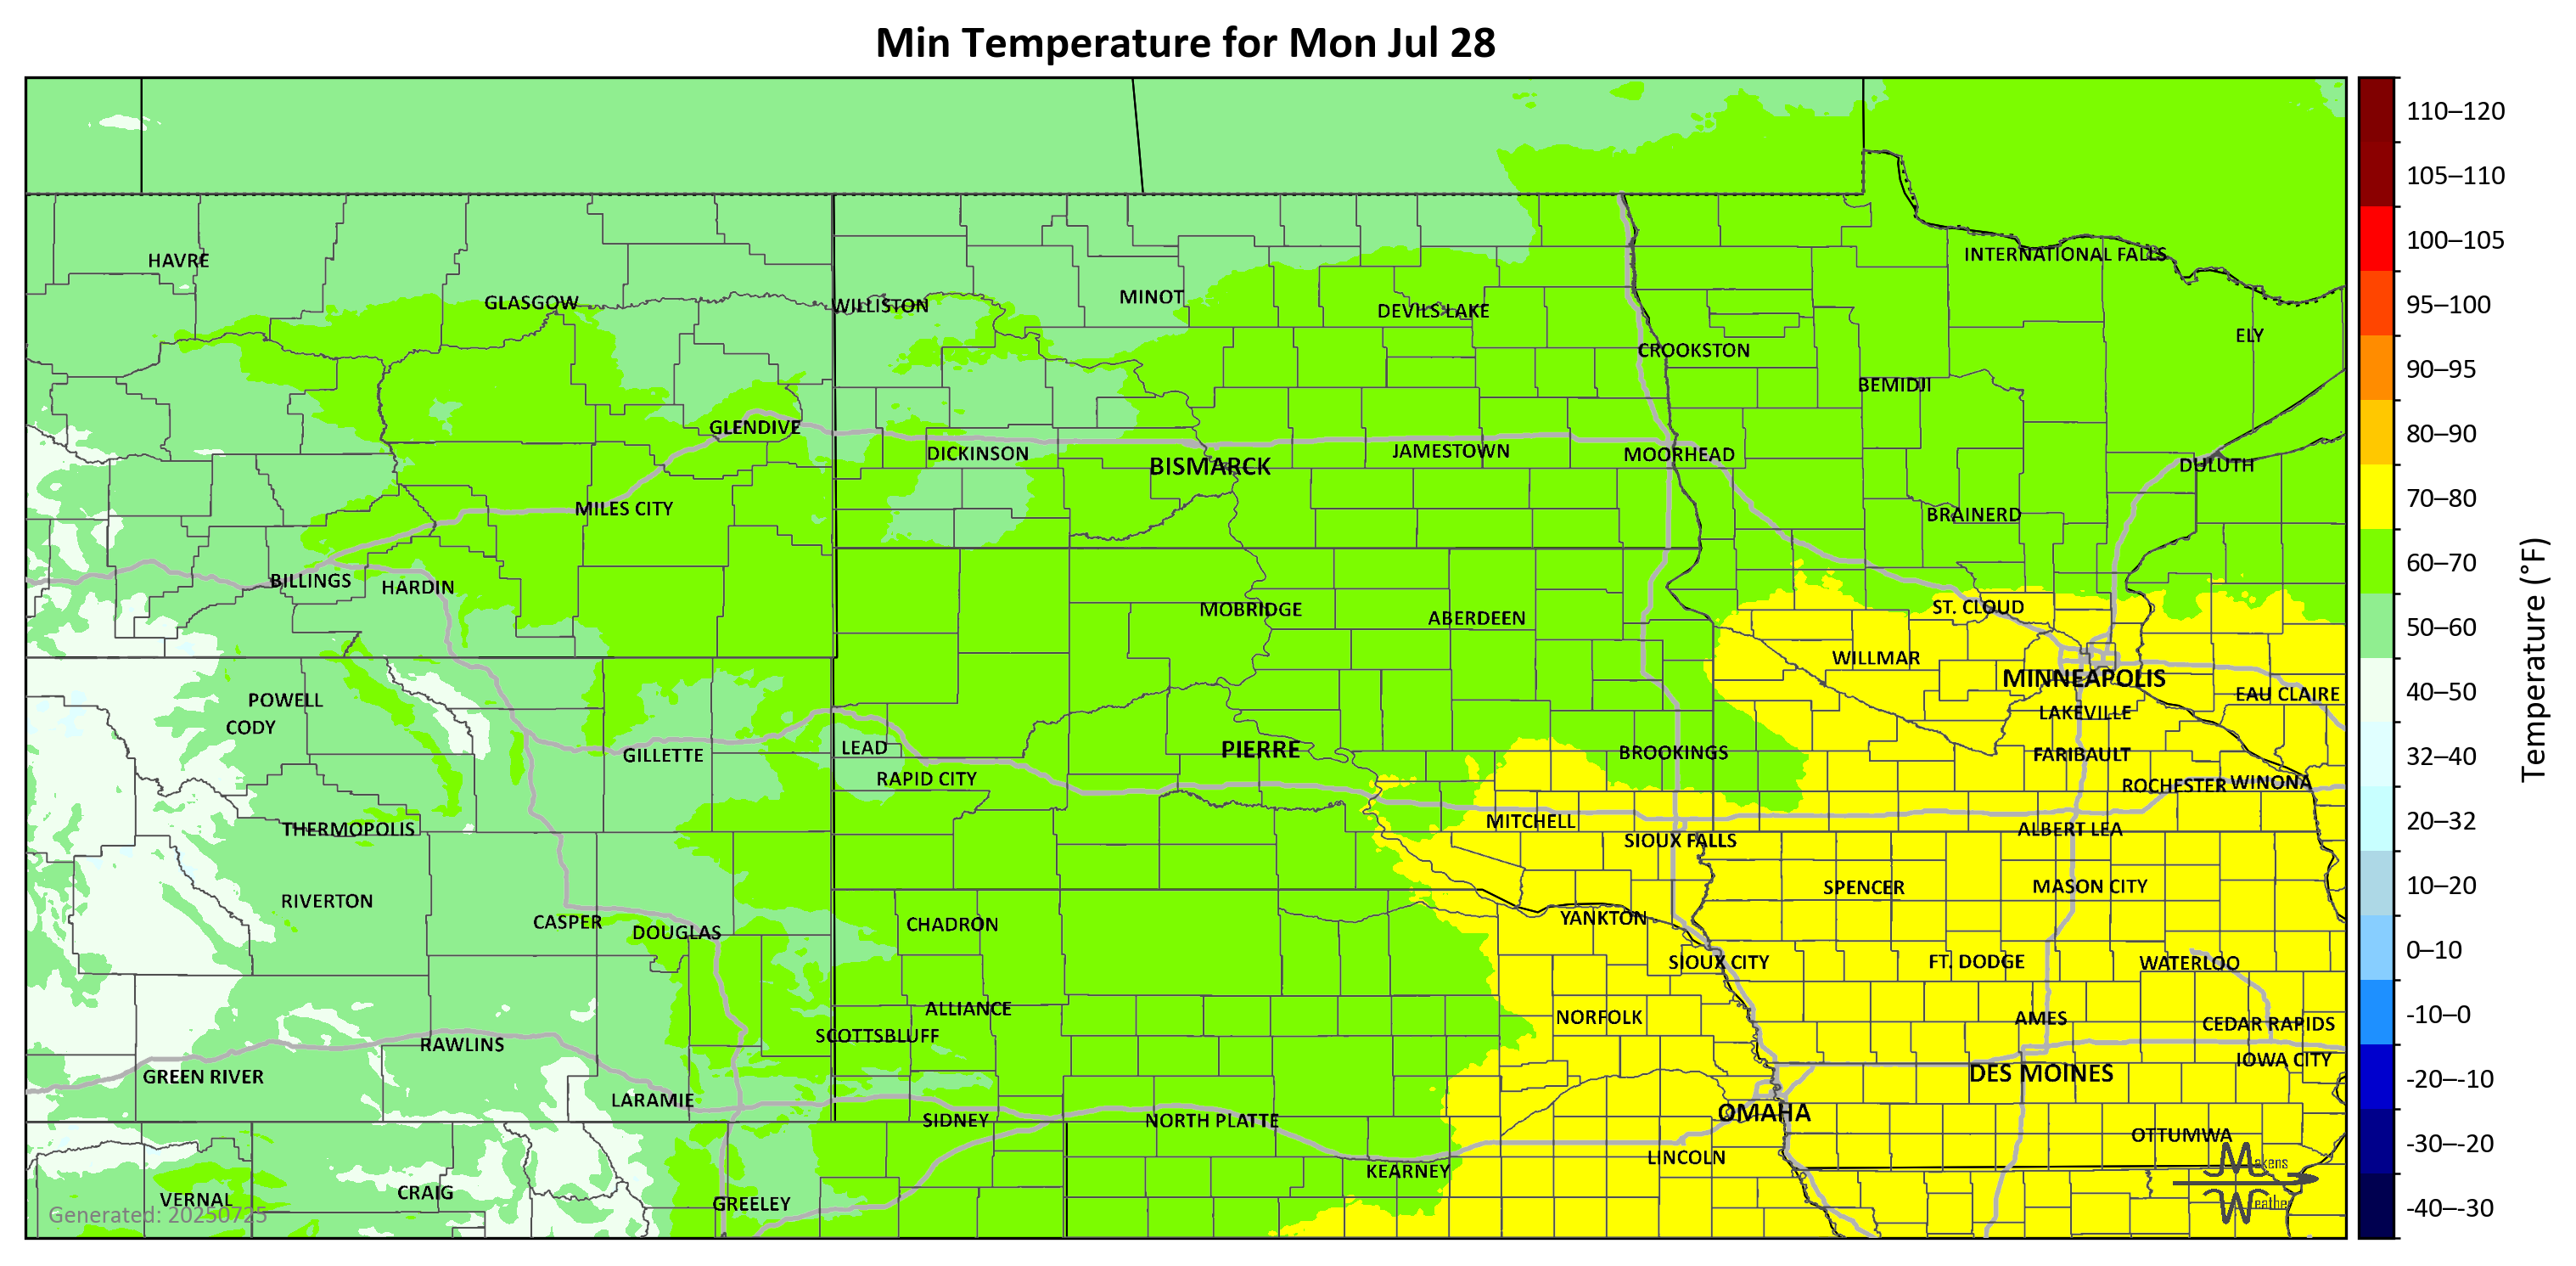 Min Temperature for Mon Jul 28
110–120
105–110
100–105
95–100
90–95
80–90
70–80
60–70
50–60
40–50
32–40
20–32
10–20
0–10
-10–0
-20–-10
-30–-20
-40–-30
Temperature (°F)
HAVRE
INTERNATIONAL FALLS
GLASGOW
WILLISTON
MINOT
DEVILS LAKE
ELY
CROOKSTON
BEMIDJI
GLENDIVE
DICKINSON
BISMARCK
JAMESTOWN
MOORHEAD
DULUTH
MILES CITY
BRAINERD
BILLINGS
HARDIN
MOBRIDGE
ABERDEEN
ST. CLOUD
WILLMAR
MINNEAPOLIS
EAU CLAIRE
POWELL
CODY
LAKEVILLE
GILLETTE
LEAD
PIERRE
BROOKINGS
FARIBAULT
RAPID CITY
ROCHESTER
WINONA
THERMOPOLIS
MITCHELL
SIOUX FALLS
ALBERT LEA
RIVERTON
SPENCER
MASON CITY
CASPER
DOUGLAS
CHADRON
YANKTON
SIOUX CITY
FT. DODGE
WATERLOO
ALLIANCE
SCOTTSBLUFF
NORFOLK
AMES
CEDAR RAPIDS
RAWLINS
IOWA CITY
GREEN RIVER
DES MOINES
LARAMIE
SIDNEY
NORTH PLATTE
OMAHA
OTTUMWA
LINCOLN
KEARNEY
VERNAL
CRAIG
GREELEY
Makens
Weather
Generated: 20250725